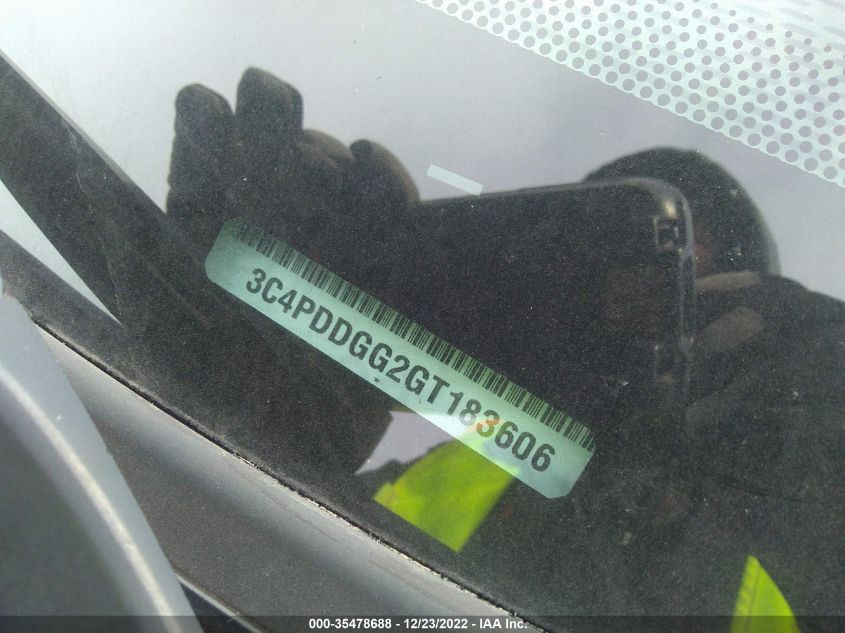 3C4PDDGG2GT183606
000-35478688 - 12/23/2022 - IAA Inc.